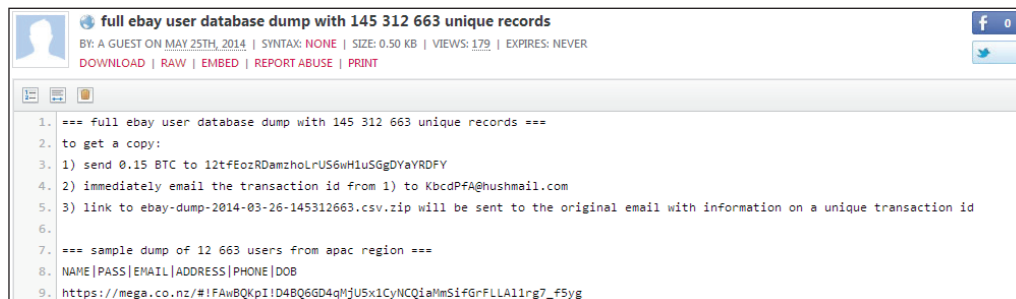 full ebay user database dump with 145 312 663 unique records
f 0
BY: A GUEST ON MAY 25TH, 2014 | SYNTAX: NONE | SIZE: 0.50 KB | VIEWS: 179 | EXPIRES: NEVER
DOWNLOAD | RAW | EMBED | REPORT ABUSE | PRINT
1. === full ebay user database dump with 145 312 663 unique records ===
2. to get a copy:
3. 1) send 0.15 BTC to 12tfEozRDamzhoLrUS6wH1uSGgDYaYRDFY
4. 2) immediately email the transaction id from 1) to KbcdPfA@hushmail.com
5. 3) link to ebay-dump-2014-03-26-145312663.csv.zip will be sent to the original email with information on a unique transaction id
6.
7. === sample dump of 12 663 users from apac region ===
8. NAME|PASS|EMAIL|ADDRESS|PHONE|DOB
9. https://mega.co.nz/#!FAwBQKpI!D4BQ6GD4qMjU5x1CyNCQiaMmSifGrFLLAl1rg7_f5yg